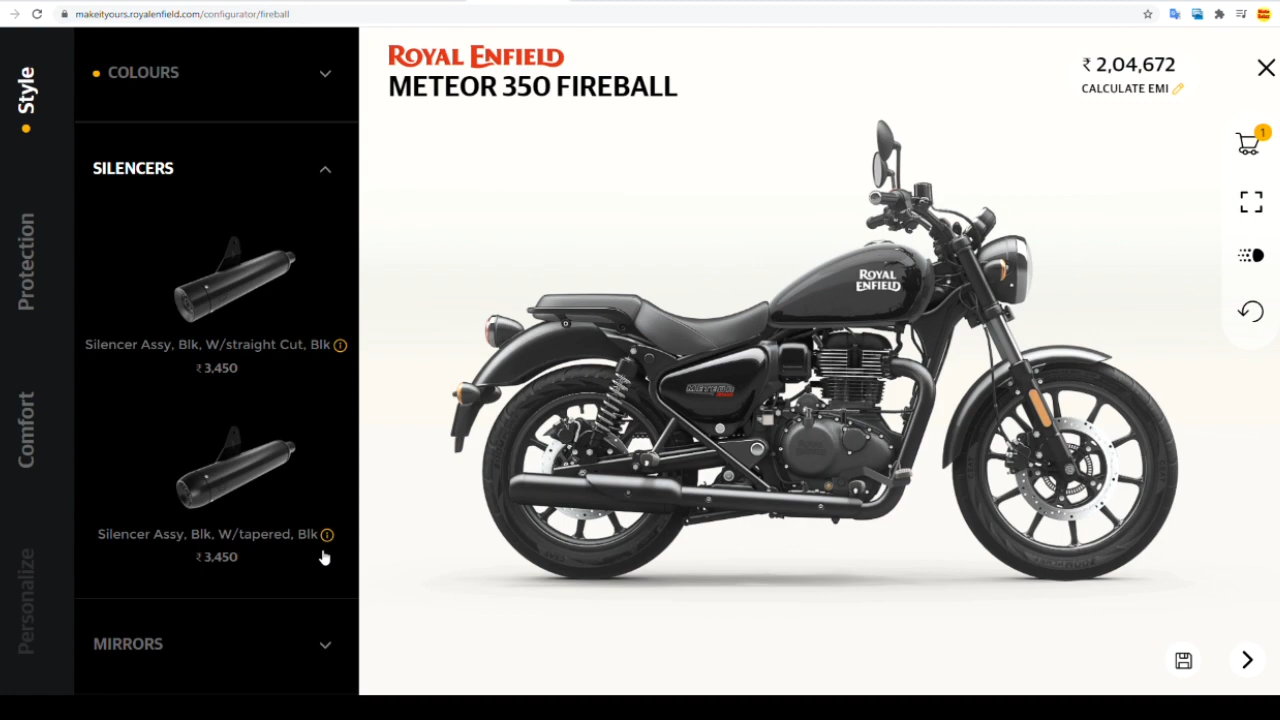 makeityours.royalenfield.com/configurator/fireball
Style
Protection
Comfort
Personalize
COLOURS
SILENCERS
Silencer Assy, Blk, W/straight Cut, Blk
₹ 3,450
Silencer Assy, Blk, W/tapered, Blk
₹ 3,450
MIRRORS
ROYAL ENFIELD
METEOR 350 FIREBALL
₹ 2,04,672
CALCULATE EMI
1
ROYAL
ENFIELD
METEOR